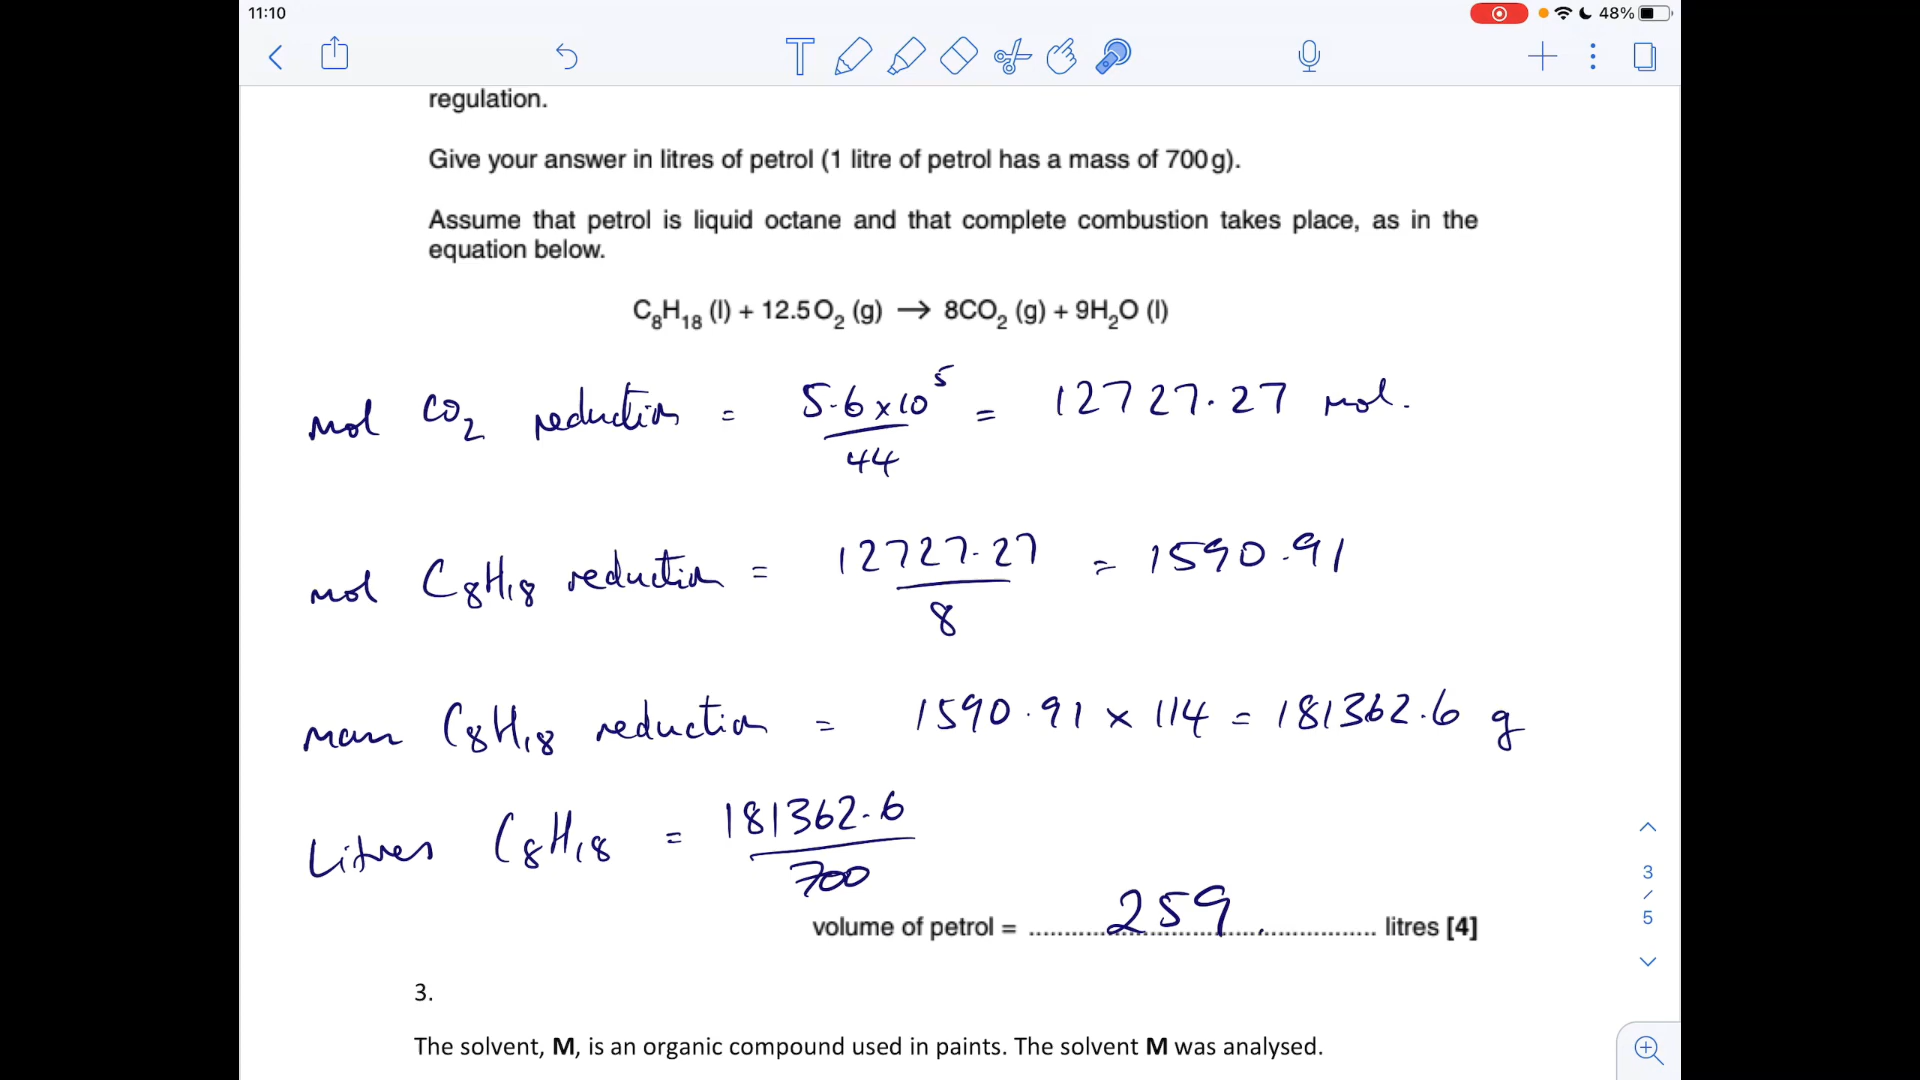 11:10
48%
T
regulation.
Give your answer in litres of petrol (1 litre of petrol has a mass of 700 g).
Assume that petrol is liquid octane and that complete combustion takes place, as in the
equation below.
C₈H₁₈ (l) + 12.5O₂ (g) → 8CO₂ (g) + 9H₂O (l)
mol CO₂ reduction = 5.6 × 10⁵ / 44 = 12727.27 mol.
mol C₈H₁₈ reduction = 12727.27 / 8 = 1590.91
mass C₈H₁₈ reduction = 1590.91 × 114 = 181362.6 g
Litres C₈H₁₈ = 181362.6 / 700
volume of petrol = 259 litres [4]
3
/
5
3.
The solvent, M, is an organic compound used in paints. The solvent M was analysed.